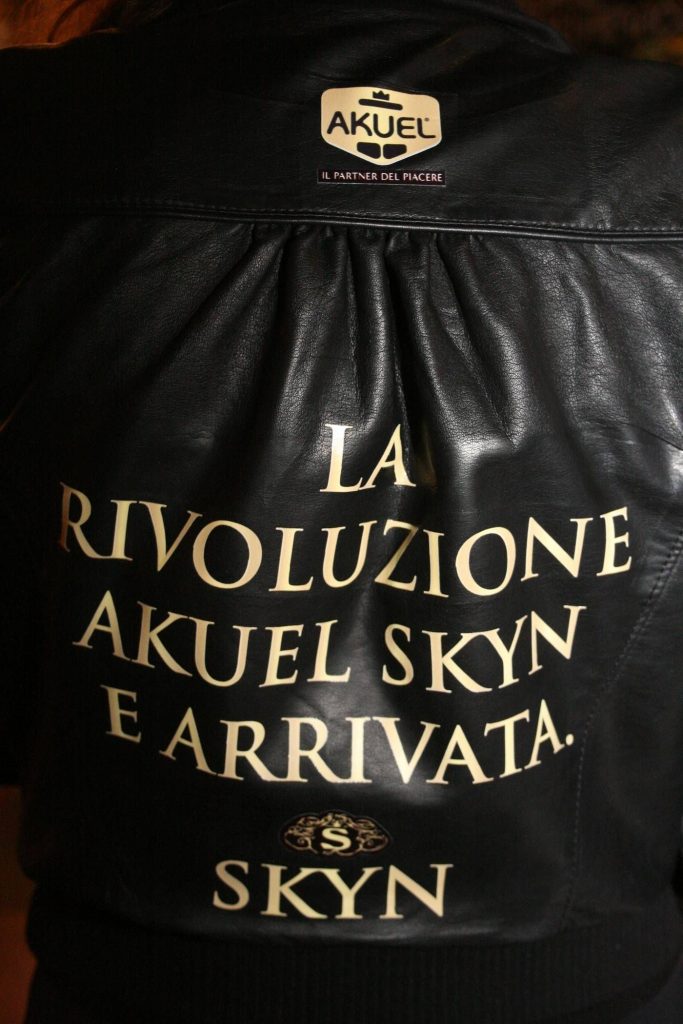 AKUEL®
IL PARTNER DEL PIACERE
LA
RIVOLUZIONE
AKUEL SKYN
E ARRIVATA.
S
SKYN